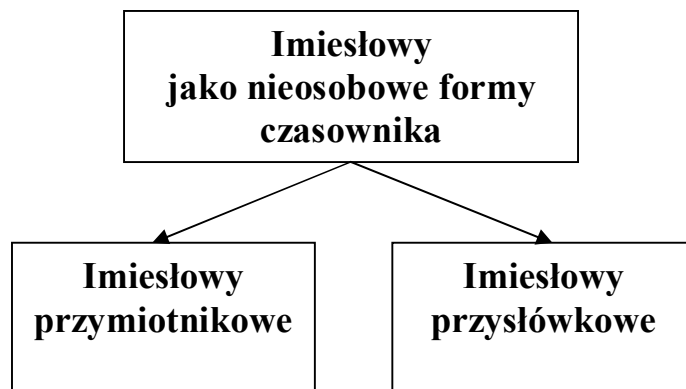 Imiesłowy
jako nieosobowe formy
czasownika
Imiesłowy
przymiotnikowe
Imiesłowy
przysłówkowe